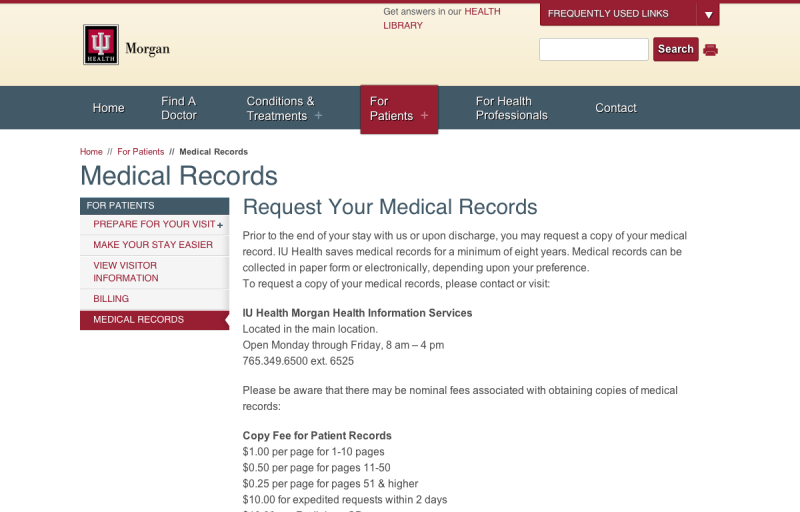 Get answers in our HEALTH
LIBRARY
FREQUENTLY USED LINKS
HEALTH
Morgan
Search
Home
Find A
Doctor
Conditions &
Treatments +
For
Patients +
For Health
Professionals
Contact
Home // For Patients // Medical Records
Medical Records
FOR PATIENTS
PREPARE FOR YOUR VISIT +
MAKE YOUR STAY EASIER
VIEW VISITOR
INFORMATION
BILLING
MEDICAL RECORDS
Request Your Medical Records
Prior to the end of your stay with us or upon discharge, you may request a copy of your medical
record. IU Health saves medical records for a minimum of eight years. Medical records can be
collected in paper form or electronically, depending upon your preference.
To request a copy of your medical records, please contact or visit:
IU Health Morgan Health Information Services
Located in the main location.
Open Monday through Friday, 8 am – 4 pm
765.349.6500 ext. 6525
Please be aware that there may be nominal fees associated with obtaining copies of medical
records:
Copy Fee for Patient Records
$1.00 per page for 1-10 pages
$0.50 per page for pages 11-50
$0.25 per page for pages 51 & higher
$10.00 for expedited requests within 2 days